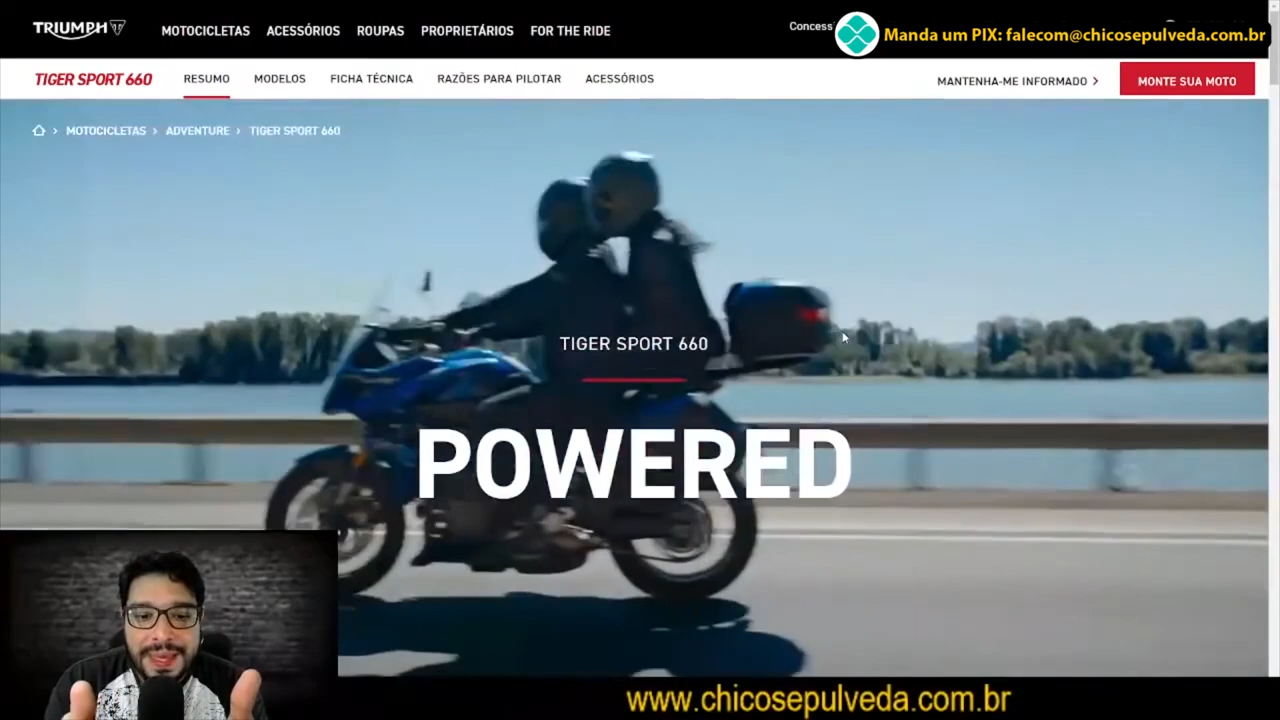 TRIUMPH
MOTOCICLETAS ACESSÓRIOS ROUPAS PROPRIETÁRIOS FOR THE RIDE
Manda um PIX: falecom@chicosepulveda.com.br
TIGER SPORT 660 RESUMO MODELOS FICHA TÉCNICA RAZÕES PARA PILOTAR ACESSÓRIOS MANTENHA-ME INFORMADO MONTE SUA MOTO
MOTOCICLETAS ADVENTURE TIGER SPORT 660
TIGER SPORT 660
POWERED
www.chicosepulveda.com.br